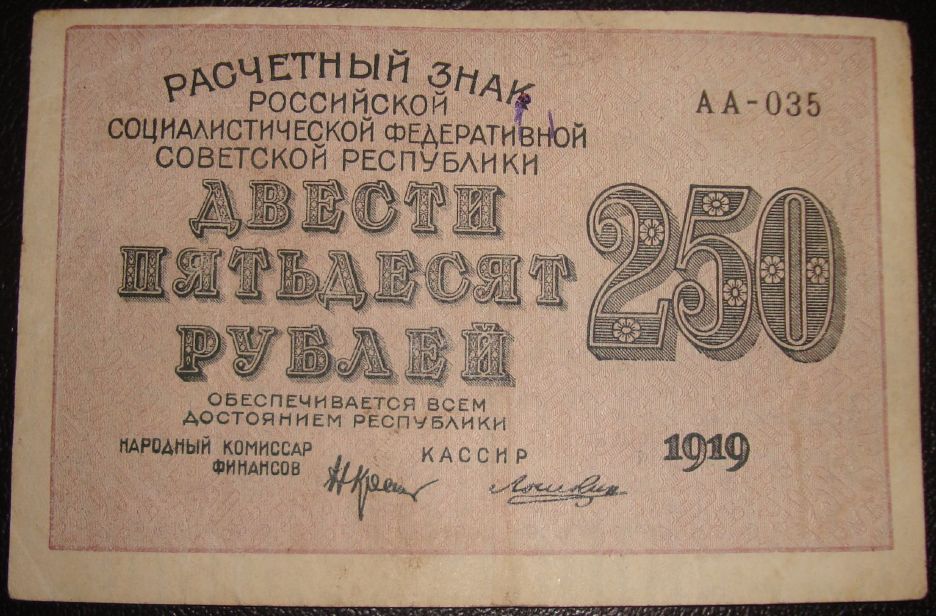 РАСЧЕТНЫЙ ЗНАК
РОССИЙСКОЙ
СОЦИАЛИСТИЧЕСКОЙ ФЕДЕРАТИВНОЙ
СОВЕТСКОЙ РЕСПУБЛИКИ
АА-035
ДВЕСТИ
ПЯТЬДЕСЯТ
РУБЛЕЙ
250
ОБЕСПЕЧИВАЕТСЯ ВСЕМ
ДОСТОЯНИЕМ РЕСПУБЛИКИ
НАРОДНЫЙ КОМИССАР
ФИНАНСОВ
КАССИР
1919